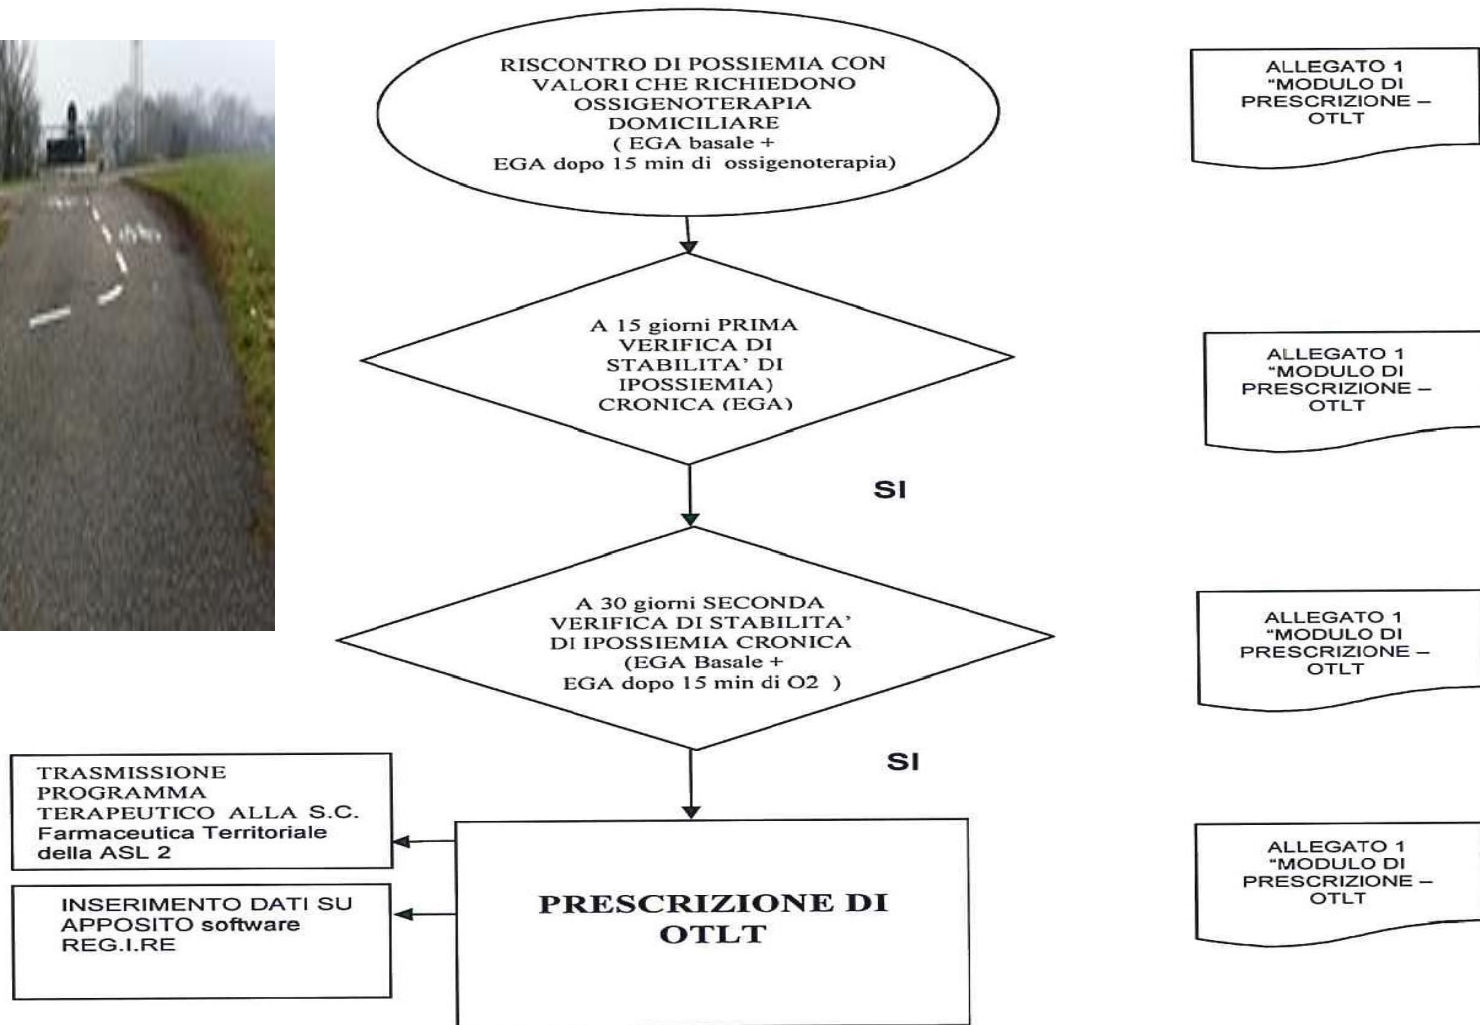 RISCONTRO DI POSSIEMIA CON
VALORI CHE RICHIEDONO
OSSIGENOTERAPIA
DOMICILIARE
( EGA basale +
EGA dopo 15 min di ossigenoterapia)
ALLEGATO 1
"MODULO DI
PRESCRIZIONE –
OTLT
A 15 giorni PRIMA
VERIFICA DI
STABILITA' DI
IPOSSIEMIA)
CRONICA (EGA)
ALLEGATO 1
"MODULO DI
PRESCRIZIONE –
OTLT
SI
A 30 giorni SECONDA
VERIFICA DI STABILITA'
DI IPOSSIEMIA CRONICA
(EGA Basale +
EGA dopo 15 min di O2 )
ALLEGATO 1
"MODULO DI
PRESCRIZIONE –
OTLT
SI
TRASMISSIONE
PROGRAMMA
TERAPEUTICO ALLA S.C.
Farmaceutica Territoriale
della ASL 2
INSERIMENTO DATI SU
APPOSITO software
REG.I.RE
PRESCRIZIONE DI
OTLT
ALLEGATO 1
"MODULO DI
PRESCRIZIONE –
OTLT